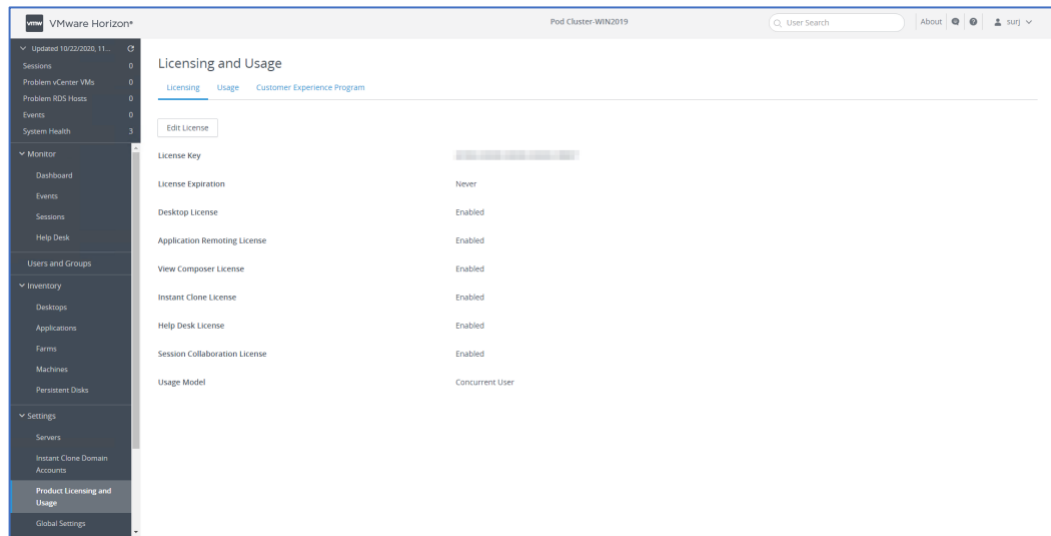 vmw VMware Horizon®
Pod Cluster-WIN2019
User Search
About
surj
Updated 10/22/2020, 11...
Sessions 0
Problem vCenter VMs 0
Problem RDS Hosts 0
Events 0
System Health 3
Monitor
Dashboard
Events
Sessions
Help Desk
Users and Groups
Inventory
Desktops
Applications
Farms
Machines
Persistent Disks
Settings
Servers
Instant Clone Domain
Accounts
Product Licensing and
Usage
Global Settings
Licensing and Usage
Licensing Usage Customer Experience Program
Edit License
License Key
License Expiration Never
Desktop License Enabled
Application Remoting License Enabled
View Composer License Enabled
Instant Clone License Enabled
Help Desk License Enabled
Session Collaboration License Enabled
Usage Model Concurrent User